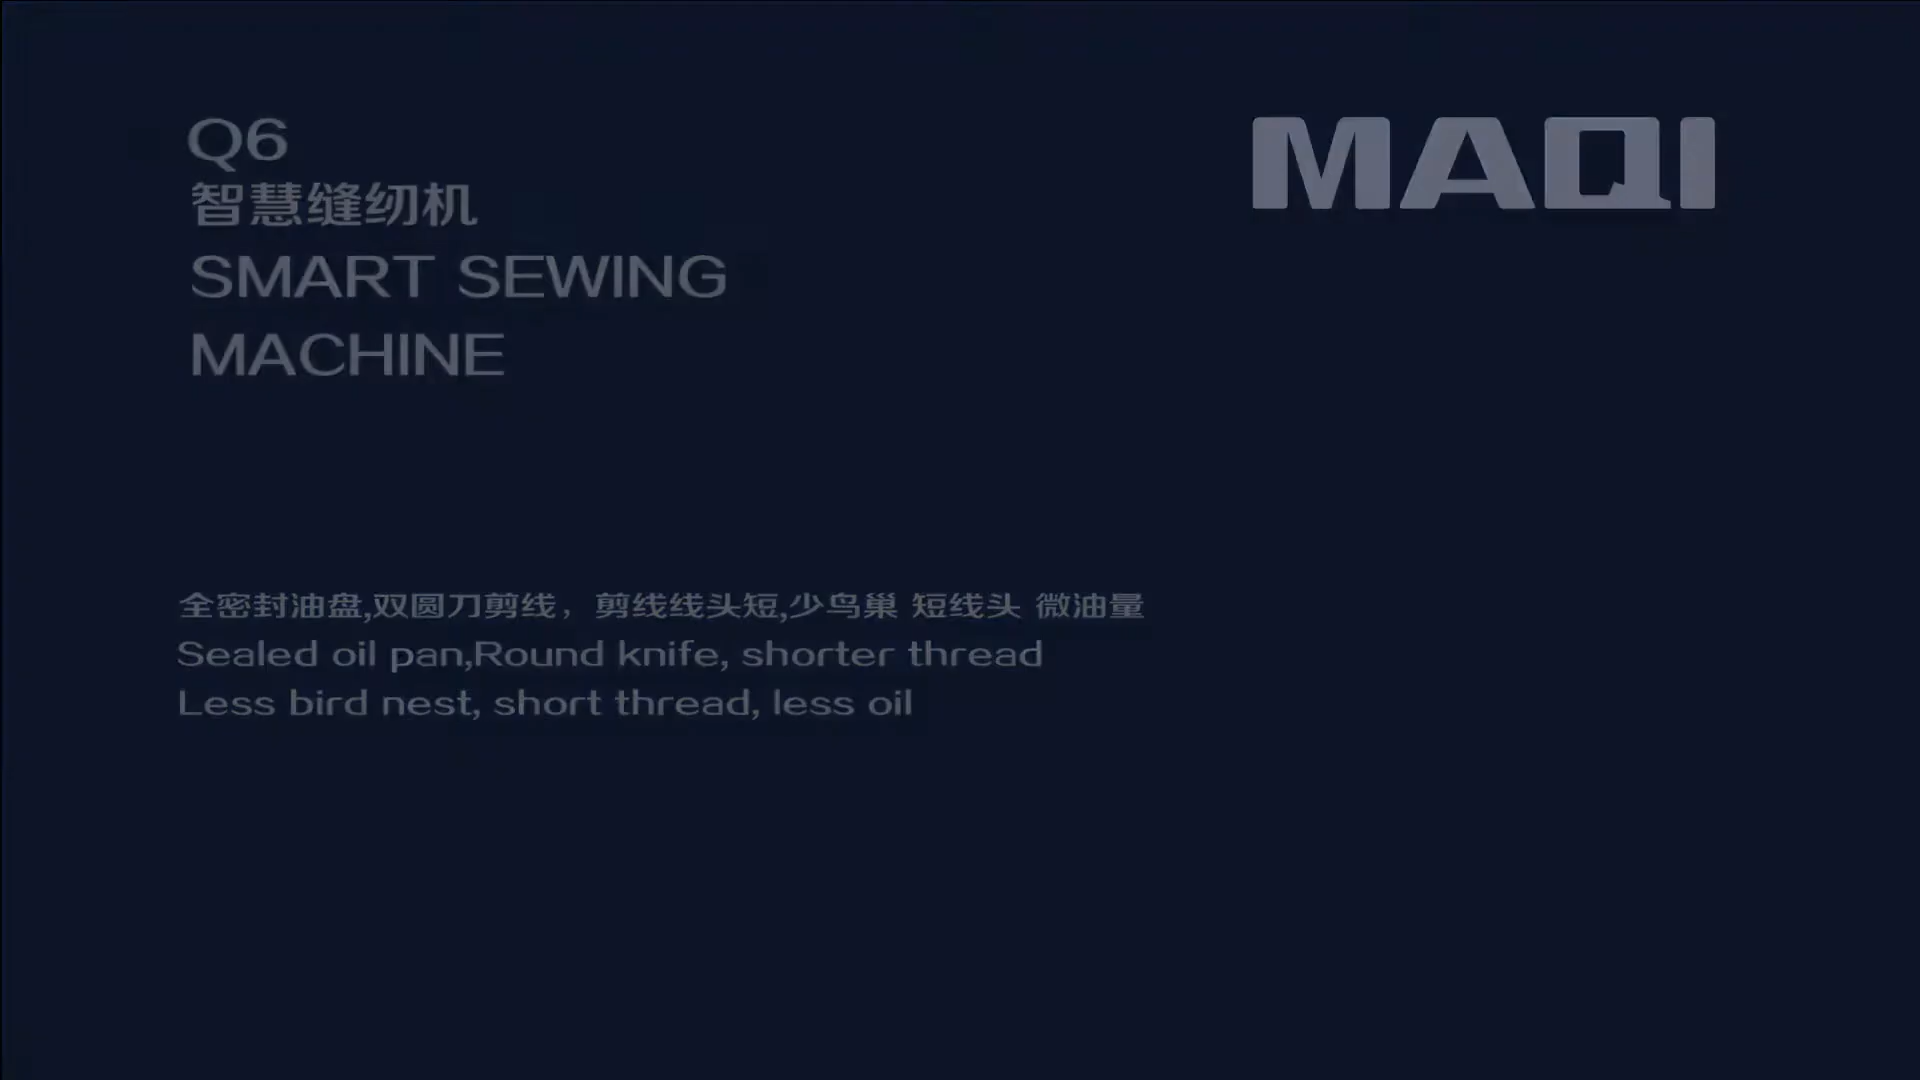 Q6
MAQI
智慧缝纫机
SMART SEWING
MACHINE
全密封油盘,双圆刀剪线，剪线线头短,少鸟巢 短线头 微油量
Sealed oil pan,Round knife, shorter thread
Less bird nest, short thread, less oil